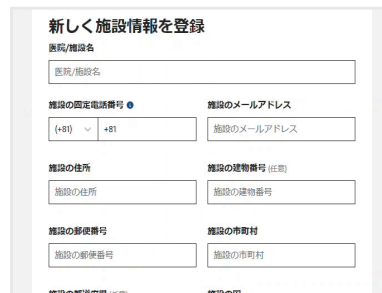 新しく施設情報を登録
医院/施設名
医院/施設名
施設の固定電話番号 施設のメールアドレス
(+81) +81 施設のメールアドレス
施設の住所 施設の建物番号 (任意)
施設の住所 施設の建物番号
施設の郵便番号 施設の市町村
施設の郵便番号 施設の市町村